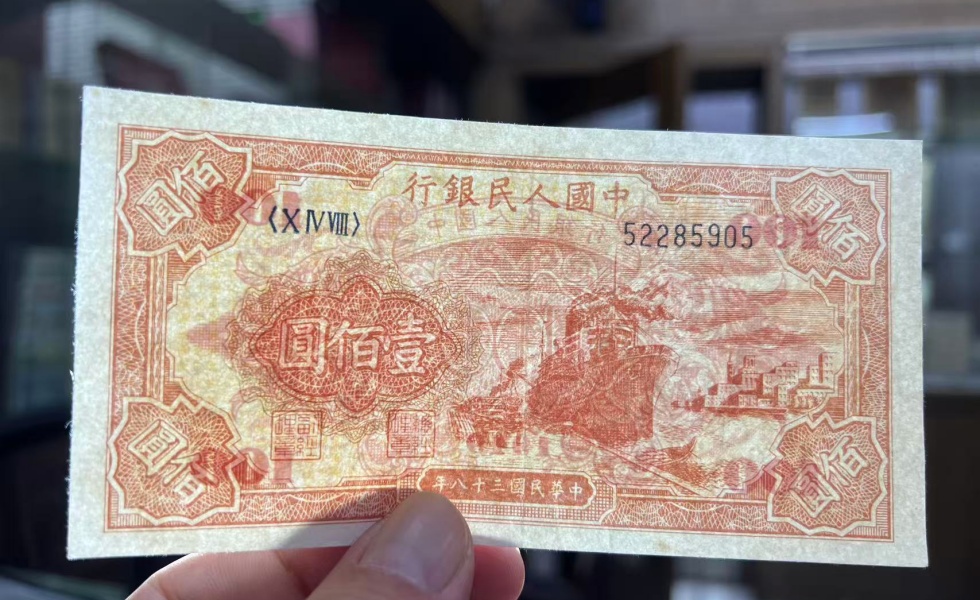 中國人民銀行
佰圓
佰圓
〈X IV VIII〉
52285905
壹佰圓
佰圓
佰圓
中華民國三十八年